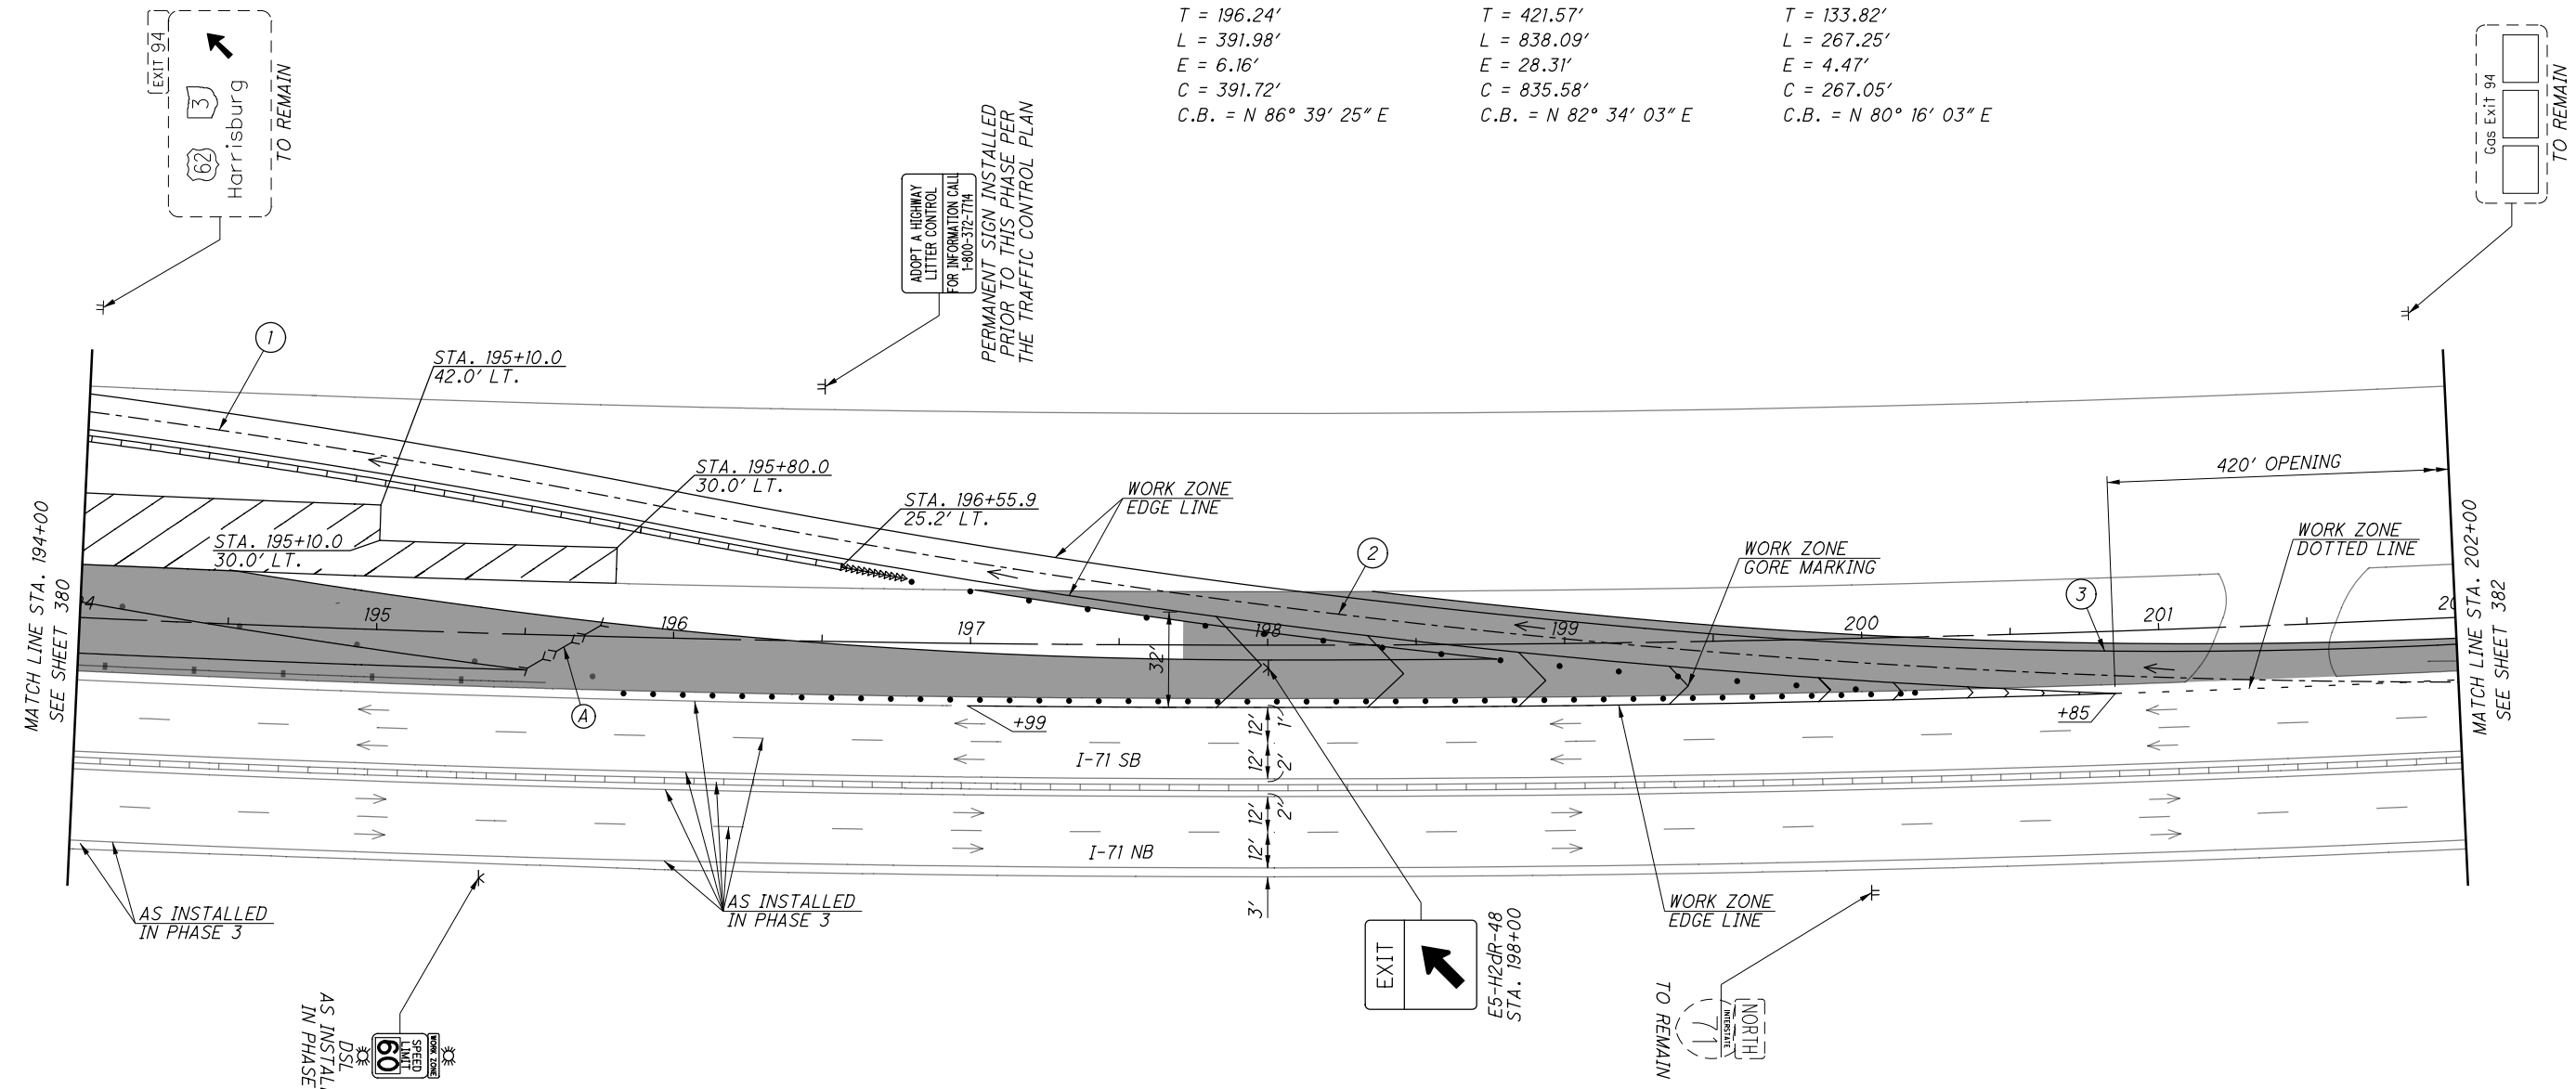 T = 196.24'
L = 391.98'
E = 6.16'
C = 391.72'
C.B. = N 86° 39' 25" E
T = 421.57'
L = 838.09'
E = 28.31'
C = 835.58'
C.B. = N 82° 34' 03" E
T = 133.82'
L = 267.25'
E = 4.47'
C = 267.05'
C.B. = N 80° 16' 03" E
EXIT 94
62 3
Harrisburg
TO REMAIN
ADOPT A HIGHWAY
LITTER CONTROL
FOR INFORMATION CALL
1-800-372-7714
PERMANENT SIGN INSTALLED
PRIOR TO THIS PHASE PER
THE TRAFFIC CONTROL PLAN
Gas Exit 94
TO REMAIN
1
STA. 195+10.0
42.0' LT.
STA. 195+80.0
30.0' LT.
STA. 196+55.9
25.2' LT.
WORK ZONE
EDGE LINE
2
WORK ZONE
GORE MARKING
420' OPENING
WORK ZONE
DOTTED LINE
3
STA. 195+10.0
30.0' LT.
MATCH LINE STA. 194+00
SEE SHEET 380
MATCH LINE STA. 202+00
SEE SHEET 382
195
196
197
198
199
200
201
32'
A
+99
+85
12'
1'
12'
2'
I-71 SB
12'
2'
12'
I-71 NB
3'
AS INSTALLED
IN PHASE 3
AS INSTALLED
IN PHASE 3
WORK ZONE
EDGE LINE
EXIT
E5-H2dR-48
STA. 198+00
NORTH
INTERSTATE
71
TO REMAIN
WORK ZONE
SPEED
LIMIT
60
DSL
IN PHASE